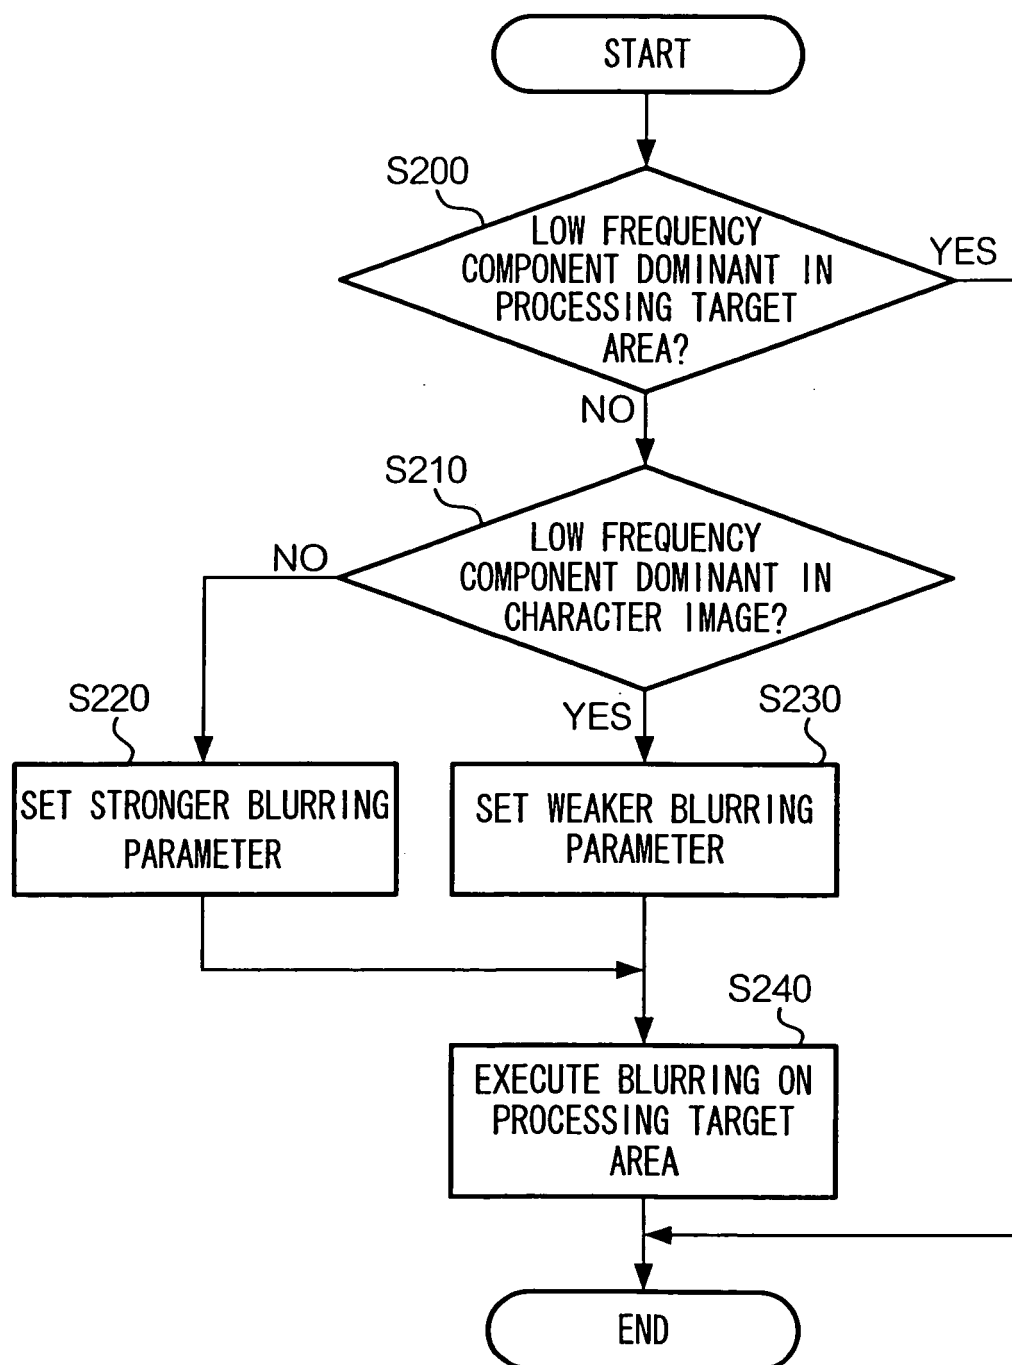 START
S200
LOW FREQUENCY
COMPONENT DOMINANT IN
PROCESSING TARGET
AREA?
YES
NO
S210
LOW FREQUENCY
COMPONENT DOMINANT IN
CHARACTER IMAGE?
NO
YES
S220
SET STRONGER BLURRING
PARAMETER
S230
SET WEAKER BLURRING
PARAMETER
S240
EXECUTE BLURRING ON
PROCESSING TARGET
AREA
END